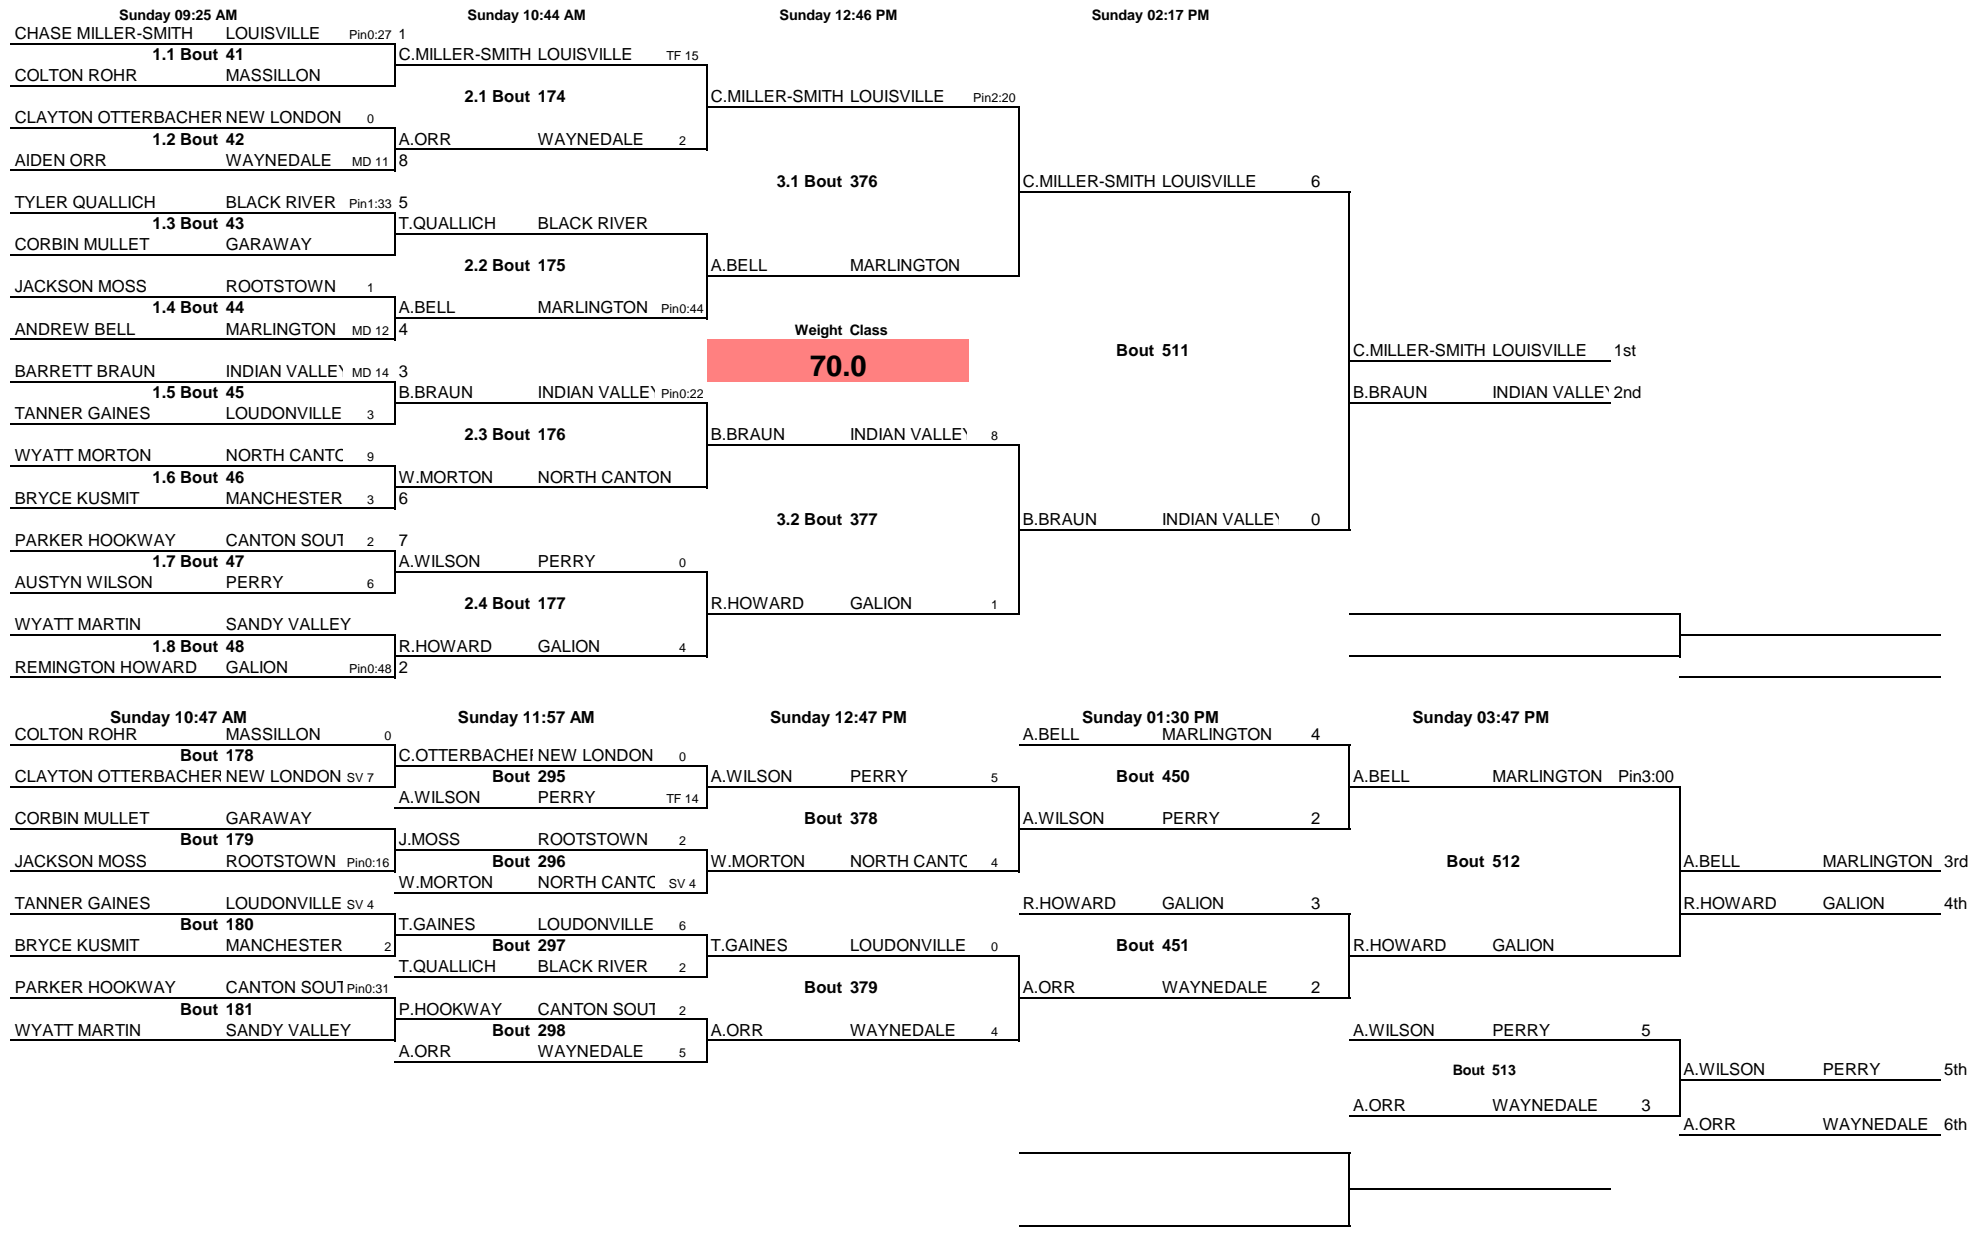 Sunday 09:25 AM Sunday 10:44 AM Sunday 12:46 PM Sunday 02:17 PM
CHASE MILLER-SMITH LOUISVILLE Pin0:27 1
1.1 Bout 41 C.MILLER-SMITH LOUISVILLE TF 15
COLTON ROHR MASSILLON
2.1 Bout 174 C.MILLER-SMITH LOUISVILLE Pin2:20
CLAYTON OTTERBACHER NEW LONDON 0
1.2 Bout 42 A.ORR WAYNEDALE 2
AIDEN ORR WAYNEDALE MD 11 8
3.1 Bout 376 C.MILLER-SMITH LOUISVILLE 6
TYLER QUALLICH BLACK RIVER Pin1:33 5
1.3 Bout 43 T.QUALLICH BLACK RIVER
CORBIN MULLET GARAWAY
2.2 Bout 175 A.BELL MARLINGTON
JACKSON MOSS ROOTSTOWN 1
1.4 Bout 44 A.BELL MARLINGTON Pin0:44
ANDREW BELL MARLINGTON MD 12 4 Weight Class
Bout 511 C.MILLER-SMITH LOUISVILLE 1st
70.0
BARRETT BRAUN INDIAN VALLEY MD 14 3
1.5 Bout 45 B.BRAUN INDIAN VALLEY Pin0:22 B.BRAUN INDIAN VALLEY 2nd
TANNER GAINES LOUDONVILLE 3
2.3 Bout 176 B.BRAUN INDIAN VALLEY 8
WYATT MORTON NORTH CANTC 9
1.6 Bout 46 W.MORTON NORTH CANTON
BRYCE KUSMIT MANCHESTER 3 6
3.2 Bout 377 B.BRAUN INDIAN VALLEY 0
PARKER HOOKWAY CANTON SOUT 2 7
1.7 Bout 47 A.WILSON PERRY 0
AUSTYN WILSON PERRY 6
2.4 Bout 177 R.HOWARD GALION 1
WYATT MARTIN SANDY VALLEY
1.8 Bout 48 R.HOWARD GALION 4
REMINGTON HOWARD GALION Pin0:48 2
Sunday 10:47 AM Sunday 11:57 AM Sunday 12:47 PM Sunday 01:30 PM Sunday 03:47 PM
COLTON ROHR MASSILLON 0 A.BELL MARLINGTON 4
Bout 178 C.OTTERBACHER NEW LONDON 0
CLAYTON OTTERBACHER NEW LONDON SV 7 Bout 295 A.WILSON PERRY 5 Bout 450 A.BELL MARLINGTON Pin3:00
A.WILSON PERRY TF 14
CORBIN MULLET GARAWAY Bout 378 A.WILSON PERRY 2
Bout 179 J.MOSS ROOTSTOWN 2
JACKSON MOSS ROOTSTOWN Pin0:16 Bout 296 W.MORTON NORTH CANTC 4 Bout 512 A.BELL MARLINGTON 3rd
W.MORTON NORTH CANTC SV 4
TANNER GAINES LOUDONVILLE SV 4 R.HOWARD GALION 3 R.HOWARD GALION 4th
Bout 180 T.GAINES LOUDONVILLE 6
BRYCE KUSMIT MANCHESTER 2 Bout 297 T.GAINES LOUDONVILLE 0 Bout 451 R.HOWARD GALION
T.QUALLICH BLACK RIVER 2
PARKER HOOKWAY CANTON SOUT Pin0:31 Bout 379 A.ORR WAYNEDALE 2
Bout 181 P.HOOKWAY CANTON SOUT 2
WYATT MARTIN SANDY VALLEY Bout 298 A.ORR WAYNEDALE 4 A.WILSON PERRY 5
A.ORR WAYNEDALE 5
Bout 513 A.WILSON PERRY 5th
A.ORR WAYNEDALE 3
A.ORR WAYNEDALE 6th